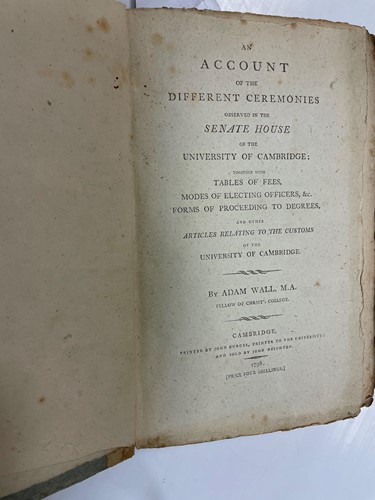 AN
ACCOUNT
OF THE
DIFFERENT CEREMONIES
OBSERVED IN THE
SENATE HOUSE
OF THE
UNIVERSITY OF CAMBRIDGE;
TOGETHER WITH
TABLES OF FEES,
MODES OF ELECTING OFFICERS, &c.
FORMS OF PROCEEDING TO DEGREES,
AND OTHER
ARTICLES RELATING TO THE CUSTOMS
OF THE
UNIVERSITY OF CAMBRIDGE.
BY ADAM WALL, M.A.
FELLOW OF CHRIST'S COLLEGE.
CAMBRIDGE,
PRINTED BY JOHN BURGES, PRINTER TO THE UNIVERSITY;
AND SOLD BY JOHN DEIGHTON.
1798.
[PRICE FOUR SHILLINGS.]